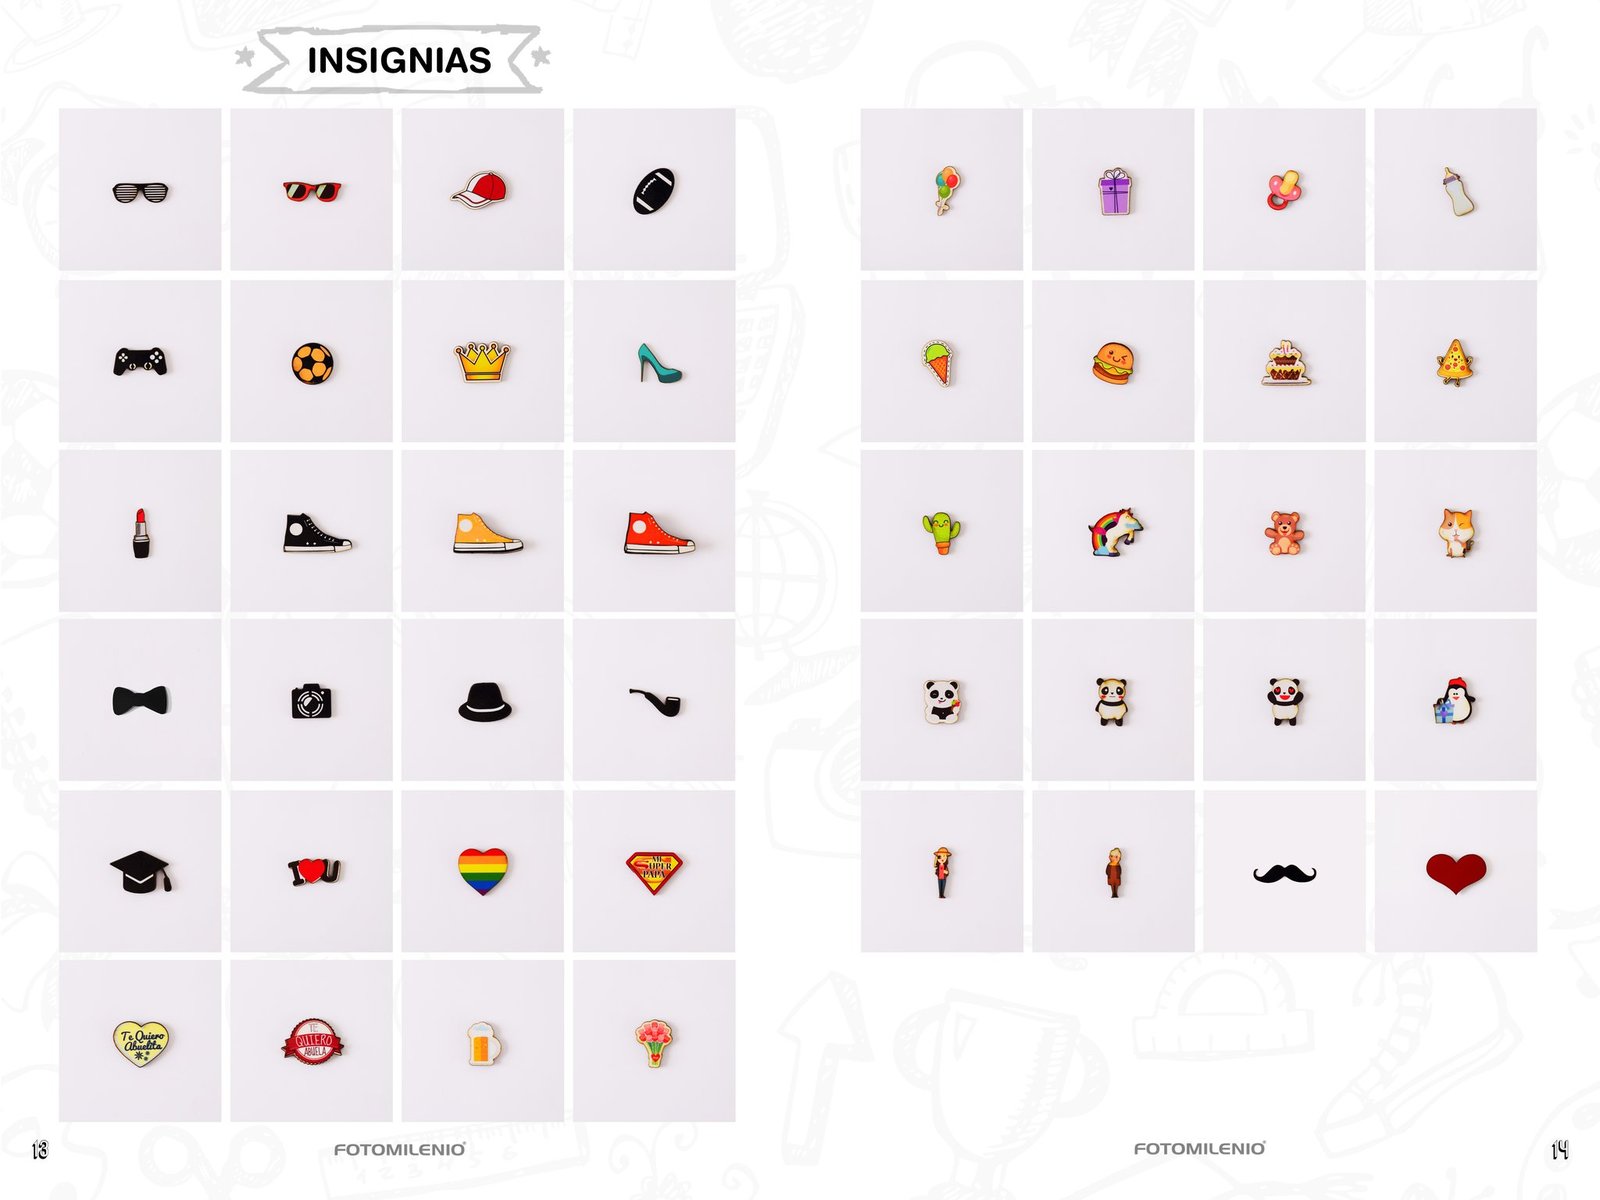 INSIGNIAS
I U
MI
SUPER
PAPA
Te Quiero
Abuelita
TE
QUIERO
ABUELA
13
FOTOMILENIO®
FOTOMILENIO®
14